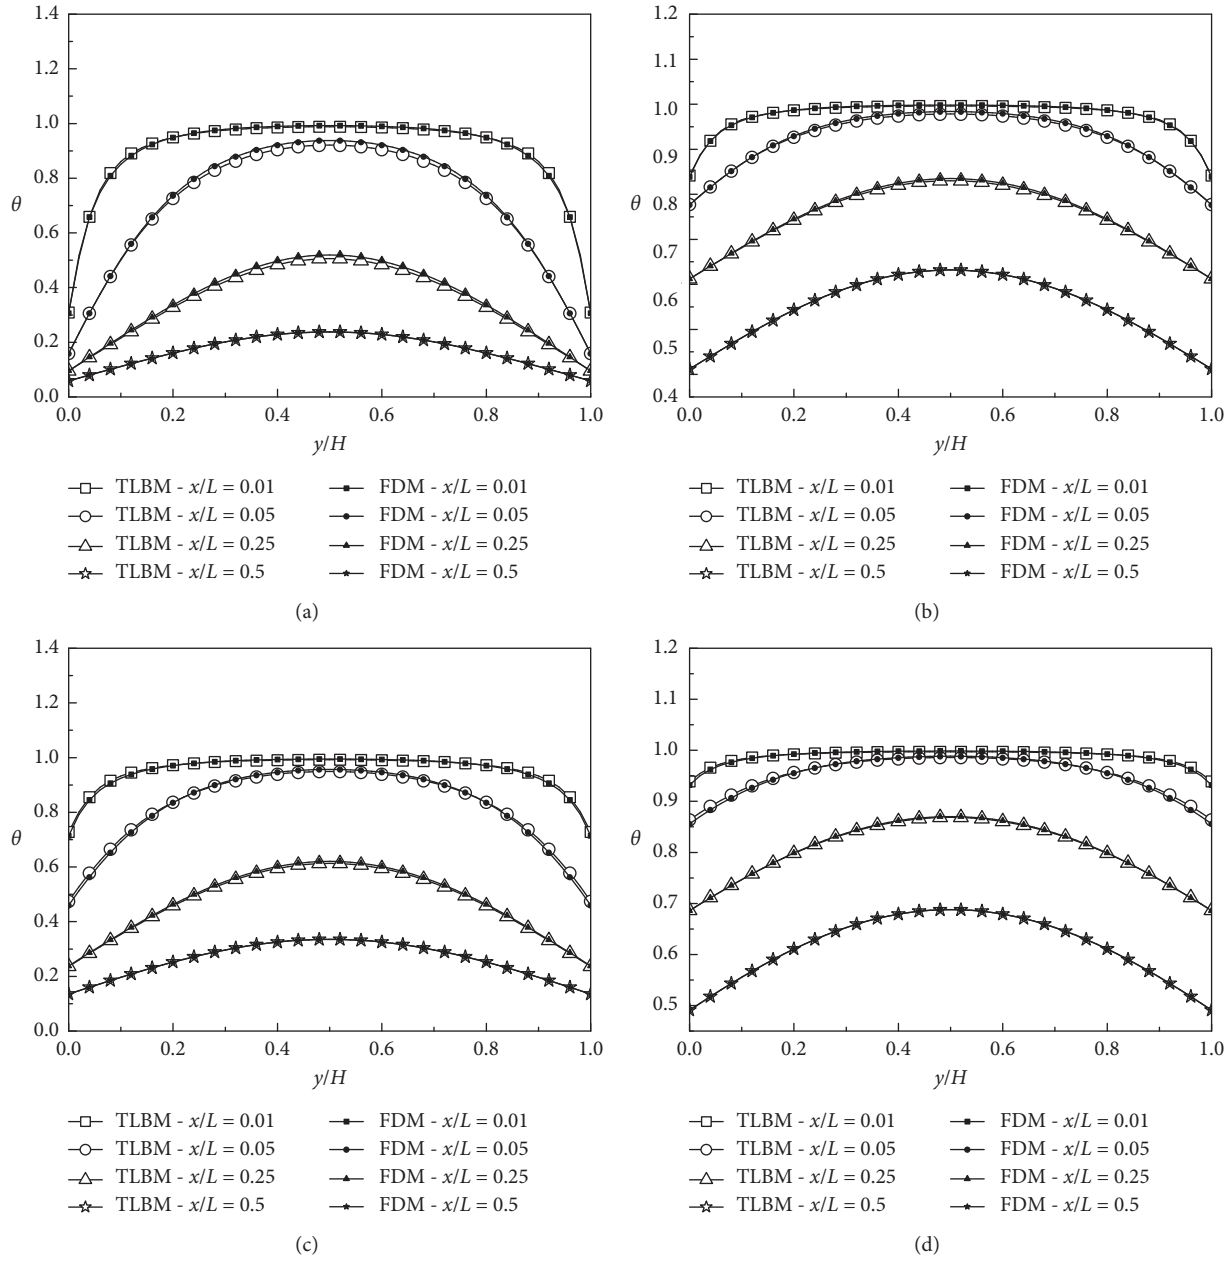 1.4
1.2
1.0
0.8
θ
0.6
0.4
0.2
0.0
0.0 0.2 0.4 0.6 0.8 1.0
y/H
TLBM - x/L = 0.01
TLBM - x/L = 0.05
TLBM - x/L = 0.25
TLBM - x/L = 0.5
FDM - x/L = 0.01
FDM - x/L = 0.05
FDM - x/L = 0.25
FDM - x/L = 0.5
(a)
1.2
1.1
1.0
0.9
0.8
θ
0.7
0.6
0.5
0.4
0.0 0.2 0.4 0.6 0.8 1.0
y/H
TLBM - x/L = 0.01
TLBM - x/L = 0.05
TLBM - x/L = 0.25
TLBM - x/L = 0.5
FDM - x/L = 0.01
FDM - x/L = 0.05
FDM - x/L = 0.25
FDM - x/L = 0.5
(b)
1.4
1.2
1.0
0.8
θ
0.6
0.4
0.2
0.0
0.0 0.2 0.4 0.6 0.8 1.0
y/H
TLBM - x/L = 0.01
TLBM - x/L = 0.05
TLBM - x/L = 0.25
TLBM - x/L = 0.5
FDM - x/L = 0.01
FDM - x/L = 0.05
FDM - x/L = 0.25
FDM - x/L = 0.5
(c)
1.2
1.1
1.0
0.9
θ
0.8
0.7
0.6
0.5
0.0 0.2 0.4 0.6 0.8 1.0
y/H
TLBM - x/L = 0.01
TLBM - x/L = 0.05
TLBM - x/L = 0.25
TLBM - x/L = 0.5
FDM - x/L = 0.01
FDM - x/L = 0.05
FDM - x/L = 0.25
FDM - x/L = 0.5
(d)